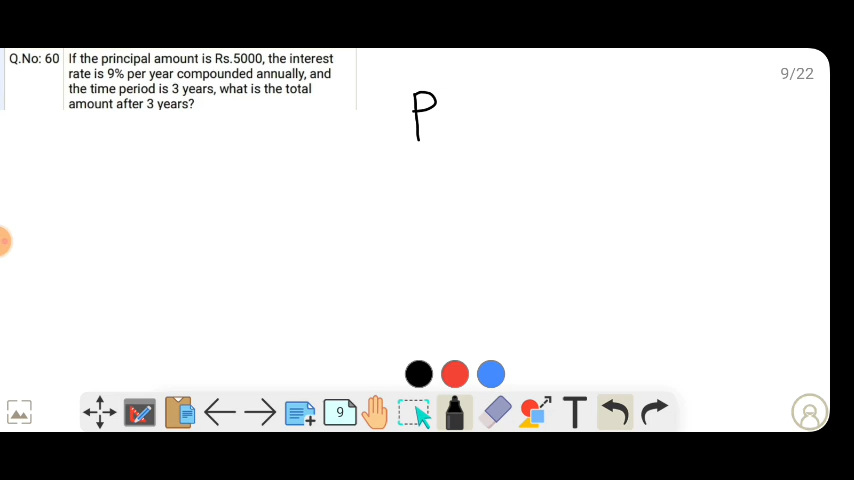 Q.No: 60
If the principal amount is Rs.5000, the interest
rate is 9% per year compounded annually, and
the time period is 3 years, what is the total
amount after 3 years?
P
9/22
9
T